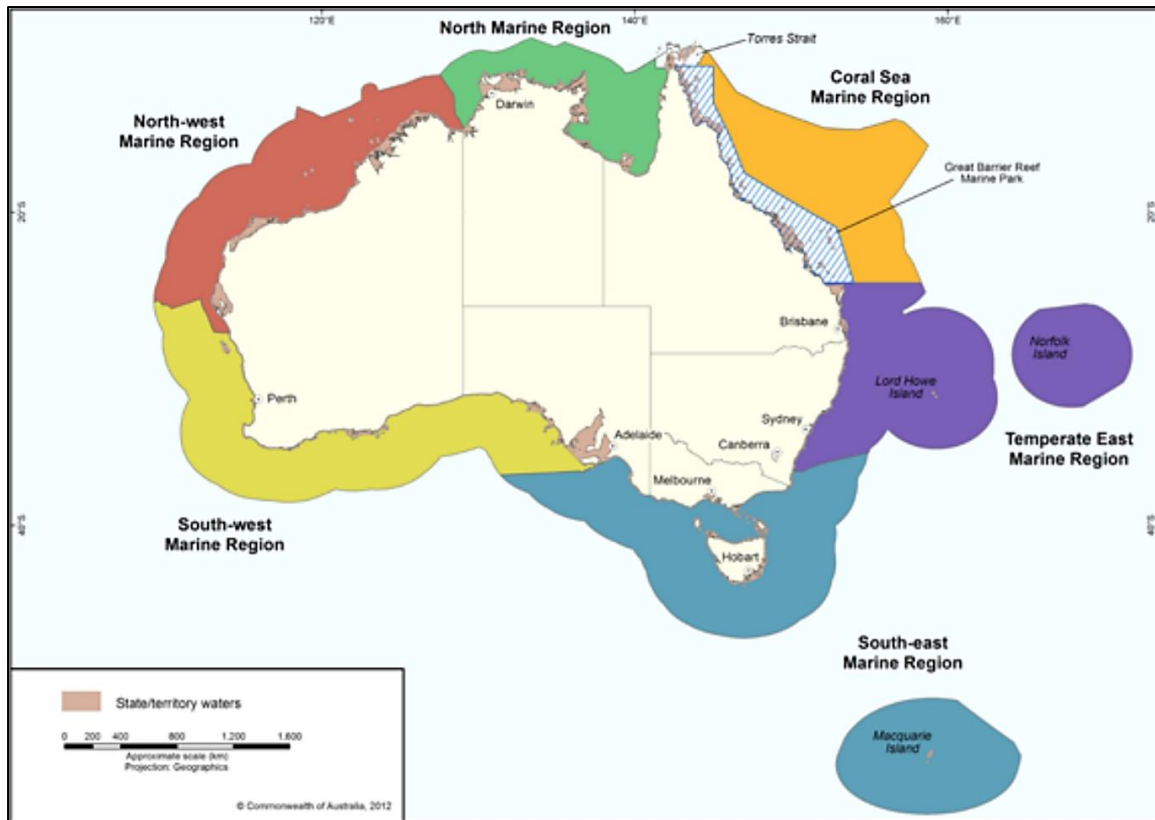 120°E
140°E
160°E
North Marine Region
Torres Strait
Coral Sea
Marine Region
Darwin
North-west
Marine Region
Great Barrier Reef
Marine Park
20°S
20°S
Brisbane
Norfolk
Island
Lord Howe
Island
Perth
Sydney
Adelaide
Canberra
Temperate East
Marine Region
Melbourne
South-west
Marine Region
40°S
40°S
Hobart
South-east
Marine Region
State/territory waters
Macquarie
Island
0 200 400 800 1.200 1.600
Approximate scale (km)
Projection: Geographics
© Commonwealth of Australia, 2012